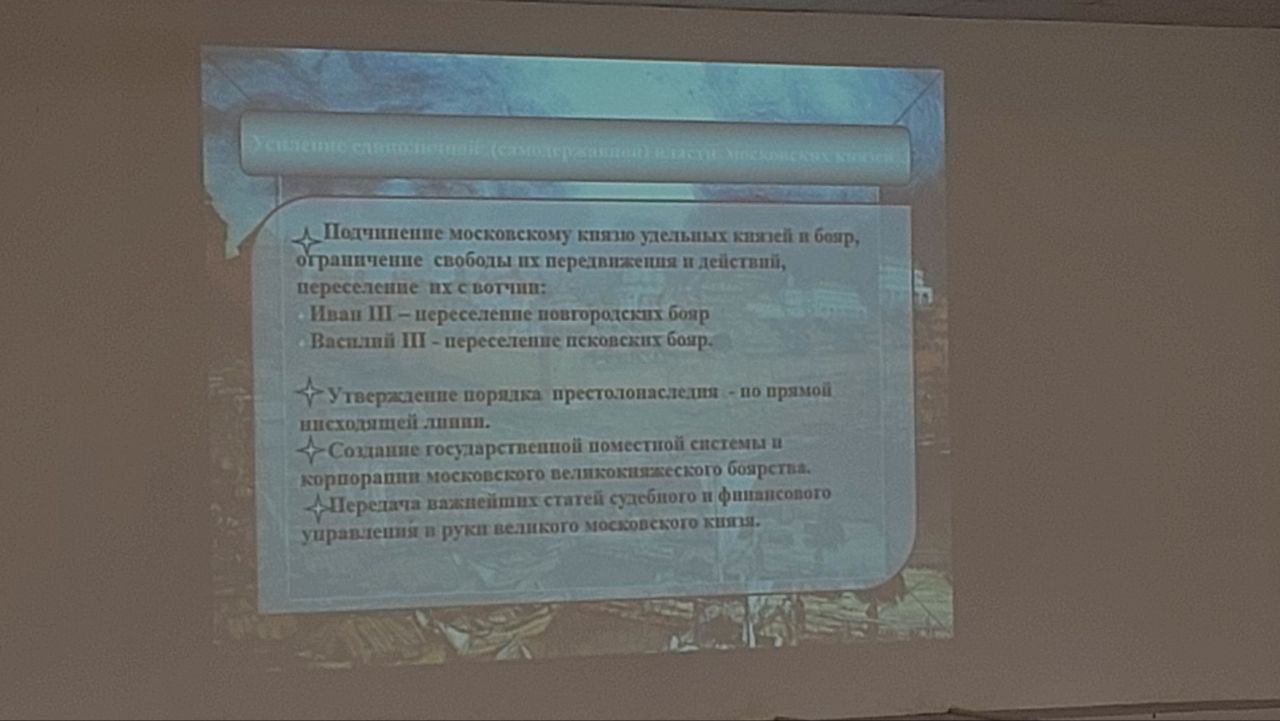 Усиление единоличной (самодержавной) власти московских князей
Подчинение московскому князю удельных князей и бояр,
ограничение свободы их передвижения и действий,
переселение их с вотчин:
Иван III – переселение новгородских бояр
Василий III - переселение псковских бояр.
Утверждение порядка престолонаследия - по прямой
нисходящей линии.
Создание государственной поместной системы и
корпорации московского великокняжеского боярства.
Передача важнейших статей судебного и финансового
управления в руки великого московского князя.